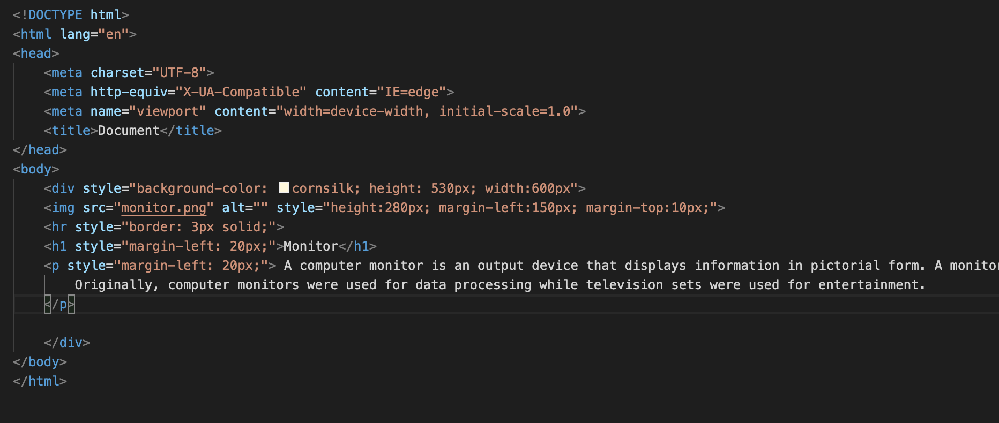 <!DOCTYPE html>
<html lang="en">
<head>
    <meta charset="UTF-8">
    <meta http-equiv="X-UA-Compatible" content="IE=edge">
    <meta name="viewport" content="width=device-width, initial-scale=1.0">
    <title>Document</title>
</head>
<body>
    <div style="background-color: cornsilk; height: 530px; width:600px">
    <img src="monitor.png" alt="" style="height:280px; margin-left:150px; margin-top:10px;">
    <hr style="border: 3px solid;">
    <h1 style="margin-left: 20px;">Monitor</h1>
    <p style="margin-left: 20px;"> A computer monitor is an output device that displays information in pictorial form. A monitor
        Originally, computer monitors were used for data processing while television sets were used for entertainment.
    </p>
    </div>
</body>
</html>